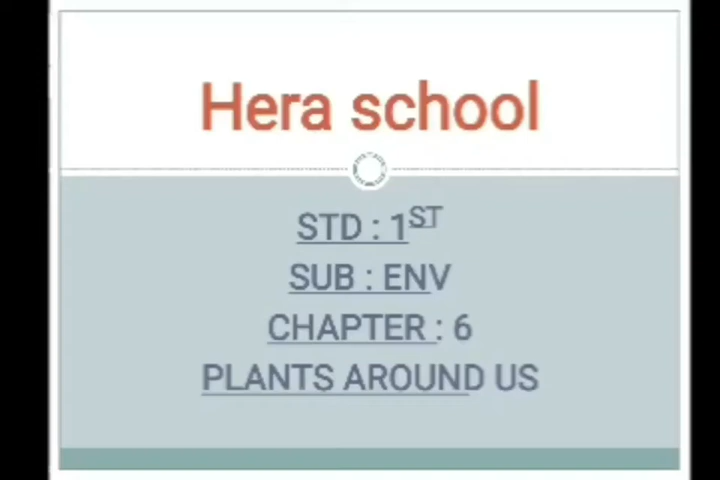 Hera school
STD : 1ST
SUB : ENV
CHAPTER : 6
PLANTS AROUND US